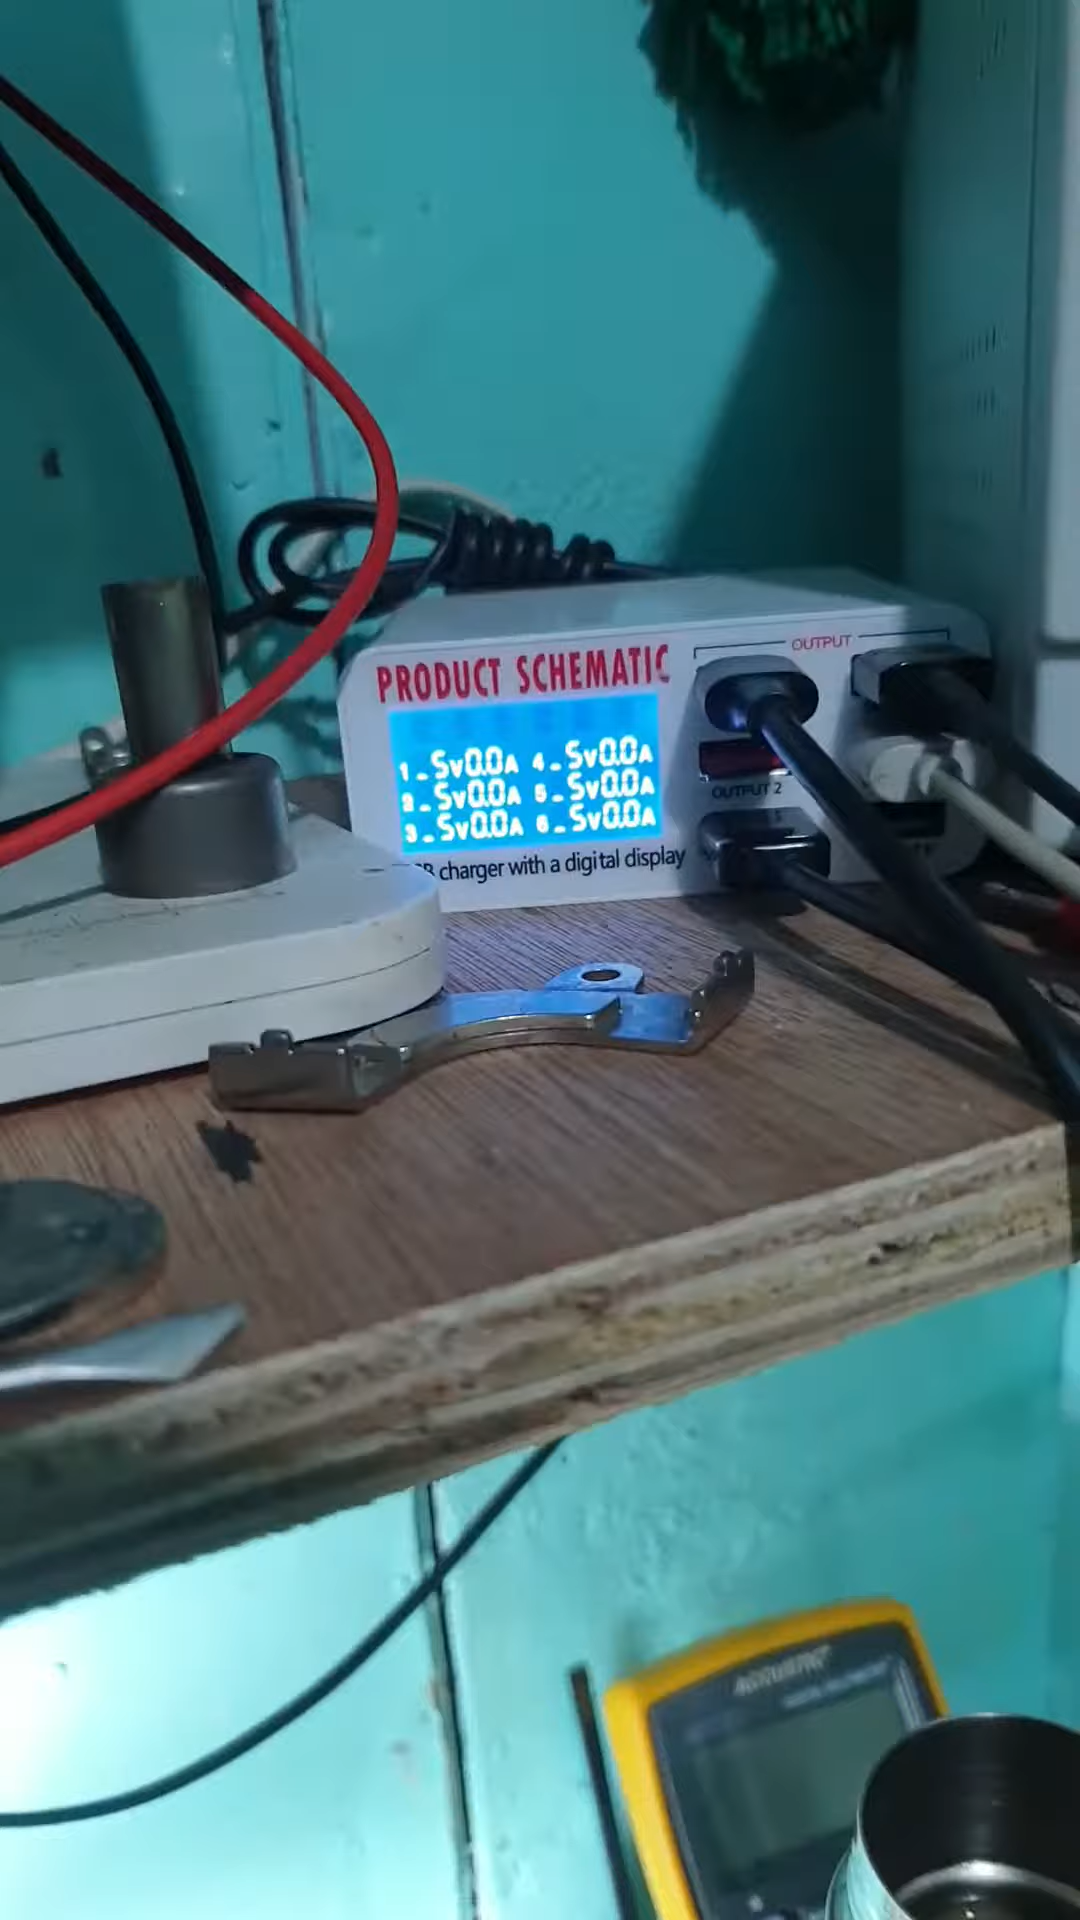 PRODUCT SCHEMATIC
OUTPUT
1-5v0.0A 4-5v0.0A
2-5v0.0A 5-5v0.0A
3-5v0.0A 6-5v0.0A
OUTPUT 2
charger with a digital display